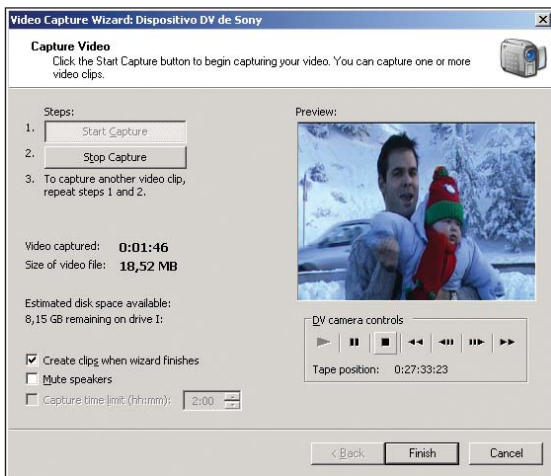 Video Capture Wizard: Dispositivo DV de Sony
Capture Video
Click the Start Capture button to begin capturing your video. You can capture one or more
video clips.
Steps:
1. Start Capture
2. Stop Capture
3. To capture another video clip,
repeat steps 1 and 2.
Video captured: 0:01:46
Size of video file: 18,52 MB
Estimated disk space available:
8,15 GB remaining on drive I:
Create clips when wizard finishes
Mute speakers
Capture time limit (hh:mm): 2:00
Preview:
DV camera controls
Tape position: 0:27:33:23
< Back
Finish
Cancel